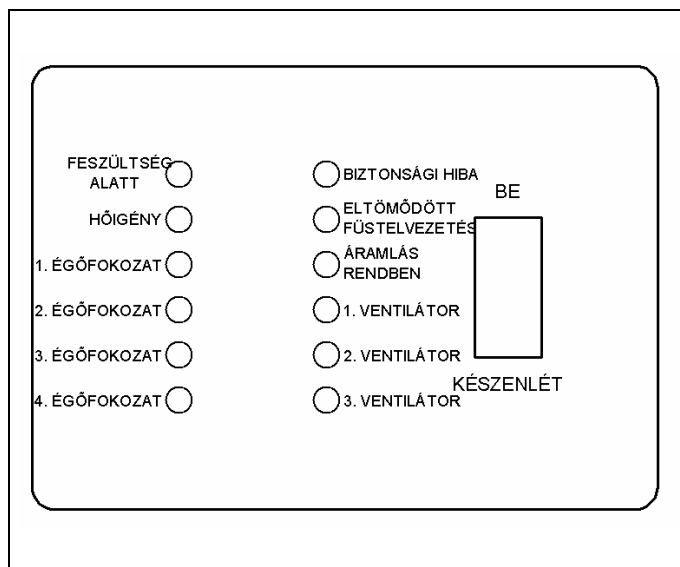 FESZÜLTSÉG
ALATT
HŐIGÉNY
1. ÉGŐFOKOZAT
2. ÉGŐFOKOZAT
3. ÉGŐFOKOZAT
4. ÉGŐFOKOZAT
BIZTONSÁGI HIBA
ELTÖMŐDÖTT
FÜSTELVEZETÉS
ÁRAMLÁS
RENDBEN
1. VENTILÁTOR
2. VENTILÁTOR
3. VENTILÁTOR
BE
KÉSZENLÉT